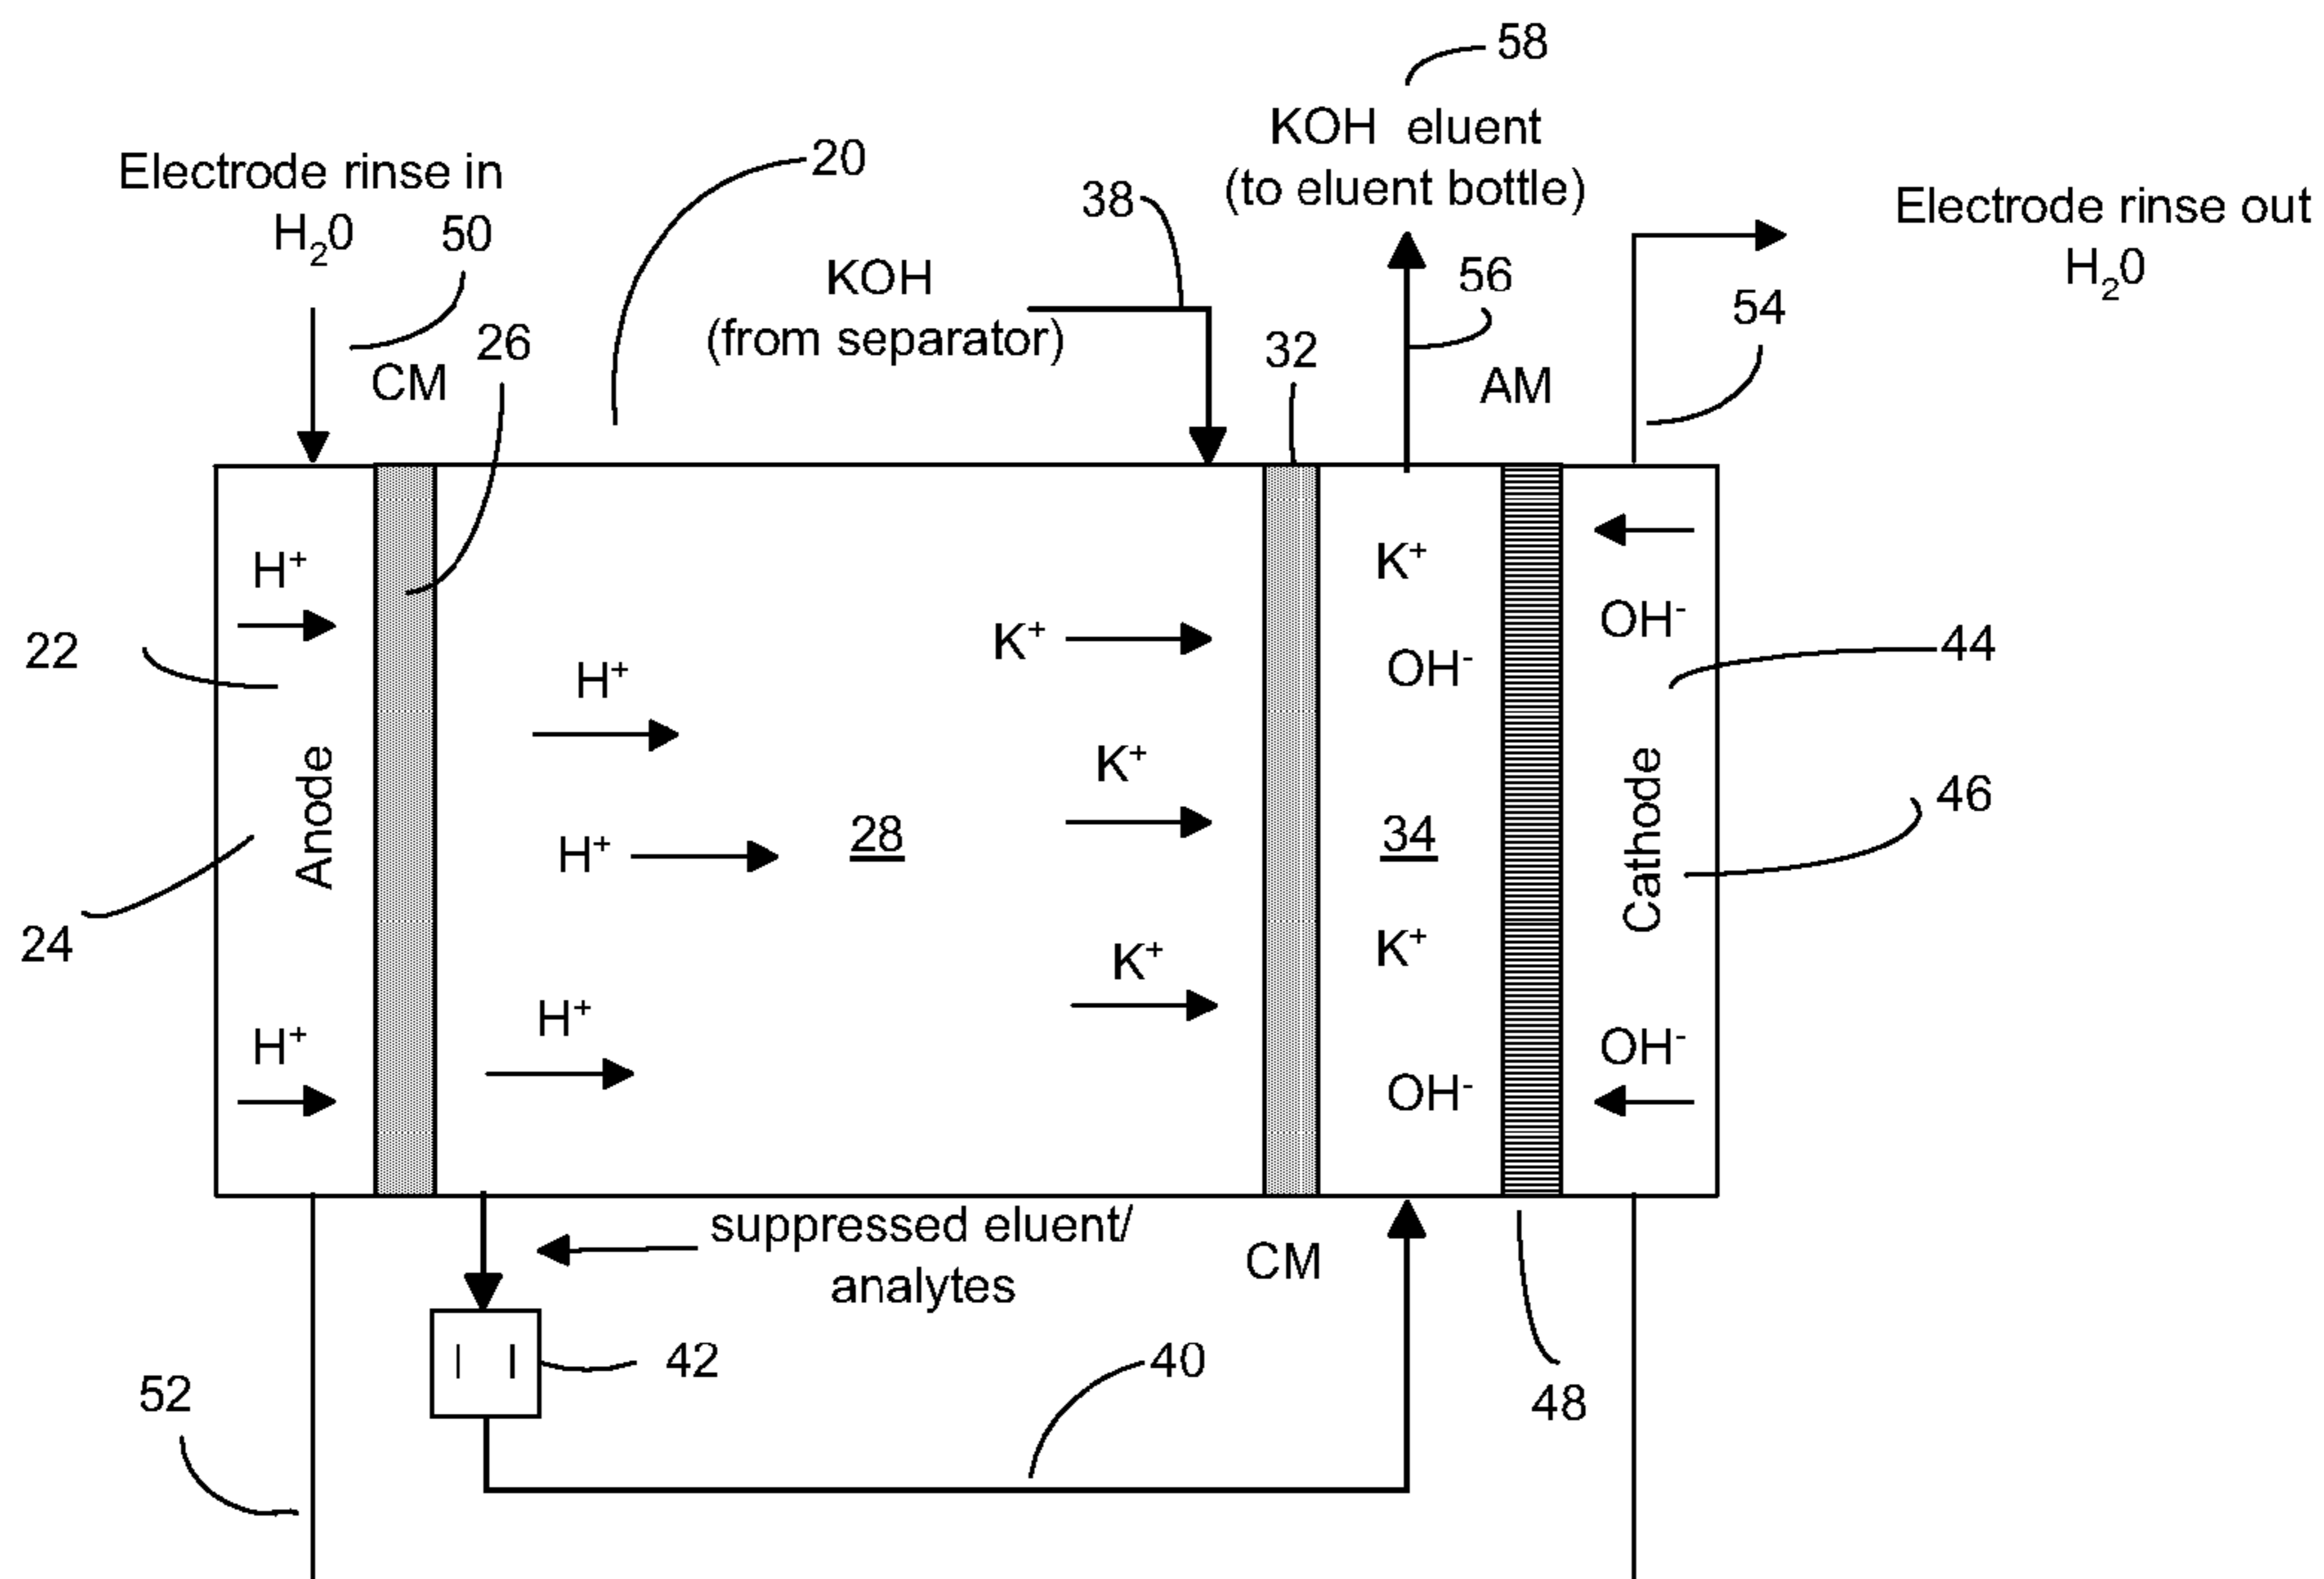 58
KOH eluent
(to eluent bottle)
20
Electrode rinse in
H₂0
50
38
Electrode rinse out
H₂0
KOH
(from separator)
56
54
26
32
CM
AM
H⁺
K⁺
OH⁻
22
K⁺
OH⁻
44
H⁺
Anode
K⁺
Cathode
46
H⁺
28
34
24
K⁺
K⁺
H⁺
H⁺
OH⁻
OH⁻
suppressed eluent/
analytes
CM
42
40
52
48